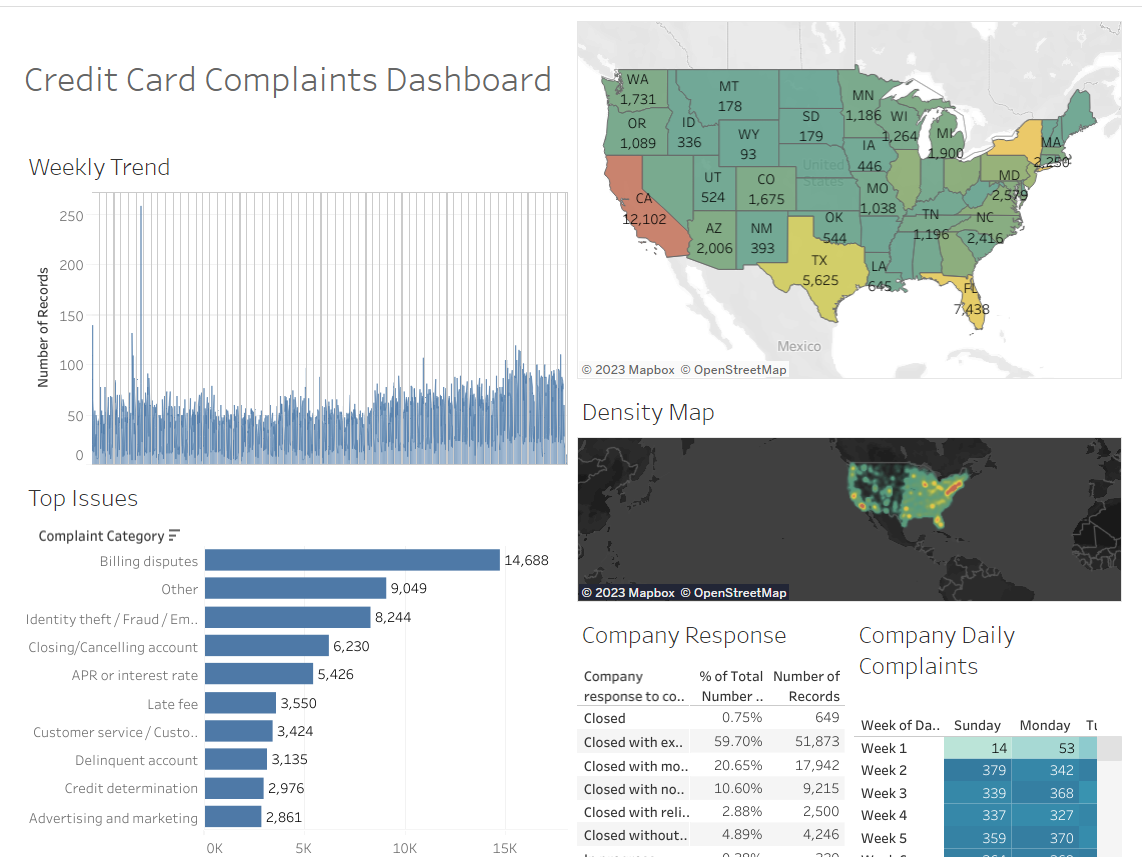 Credit Card Complaints Dashboard
Weekly Trend
Number of Records
250
200
150
100
50
0
Top Issues
Complaint Category
Billing disputes 14,688
Other 9,049
Identity theft / Fraud / Em.. 8,244
Closing/Cancelling account 6,230
APR or interest rate 5,426
Late fee 3,550
Customer service / Custo.. 3,424
Delinquent account 3,135
Credit determination 2,976
Advertising and marketing 2,861
0K 5K 10K 15K
WA
1,731
MT
178
MN
1,186
OR
1,089
ID
336
SD
179
WI
1,264
MI
1,900
WY
93
IA
446
MA
2,250
United
States
UT
524
CO
1,675
MO
1,038
MD
2,579
CA
12,102
AZ
2,006
NM
393
OK
544
TN
1,196
NC
2,416
TX
5,625
LA
645
FL
7,438
Mexico
© 2023 Mapbox © OpenStreetMap
Density Map
© 2023 Mapbox © OpenStreetMap
Company Response
Company
response to co..
% of Total
Number ..
Number of
Records
Closed 0.75% 649
Closed with ex.. 59.70% 51,873
Closed with mo.. 20.65% 17,942
Closed with no.. 10.60% 9,215
Closed with reli.. 2.88% 2,500
Closed without.. 4.89% 4,246
Company Daily
Complaints
Week of Da.. Sunday Monday
Week 1 14 53
Week 2 379 342
Week 3 339 368
Week 4 337 327
Week 5 359 370